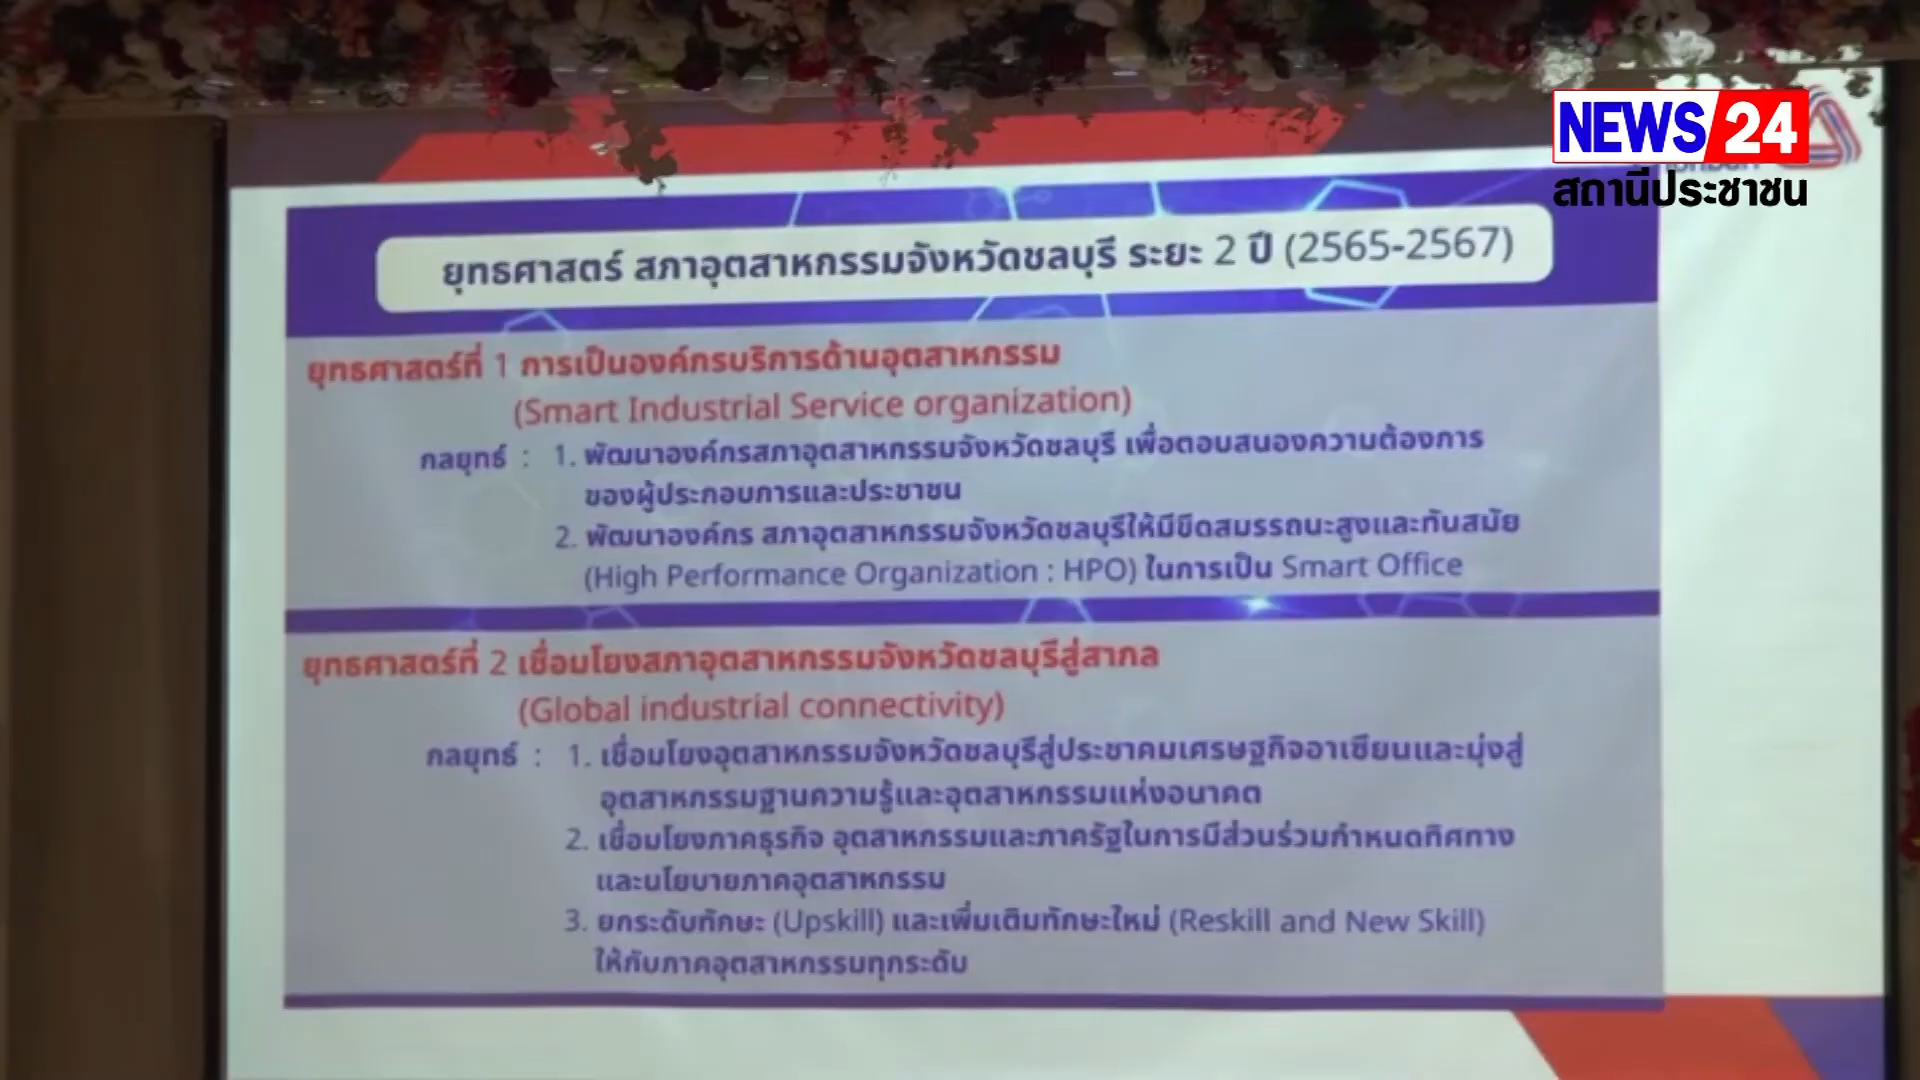 NEWS 24
สถานีประชาชน
ยุทธศาสตร์ สภาอุตสาหกรรมจังหวัดชลบุรี ระยะ 2 ปี (2565-2567)
ยุทธศาสตร์ที่ 1 การเป็นองค์กรบริการด้านอุตสาหกรรม
(Smart Industrial Service organization)
กลยุทธ์ : 1. พัฒนาองค์กรสภาอุตสาหกรรมจังหวัดชลบุรี เพื่อตอบสนองความต้องการ
ของผู้ประกอบการและประชาชน
2. พัฒนาองค์กร สภาอุตสาหกรรมจังหวัดชลบุรีให้มีขีดสมรรถนะสูงและทันสมัย
(High Performance Organization : HPO) ในการเป็น Smart Office
ยุทธศาสตร์ที่ 2 เชื่อมโยงสภาอุตสาหกรรมจังหวัดชลบุรีสู่สากล
(Global industrial connectivity)
กลยุทธ์ : 1. เชื่อมโยงอุตสาหกรรมจังหวัดชลบุรีสู่ประชาคมเศรษฐกิจอาเซียนและมุ่งสู่
อุตสาหกรรมฐานความรู้และอุตสาหกรรมแห่งอนาคต
2. เชื่อมโยงภาคธุรกิจ อุตสาหกรรมและภาครัฐในการมีส่วนร่วมกำหนดทิศทาง
และนโยบายภาคอุตสาหกรรม
3. ยกระดับทักษะ (Upskill) และเพิ่มเติมทักษะใหม่ (Reskill and New Skill)
ให้กับภาคอุตสาหกรรมทุกระดับ